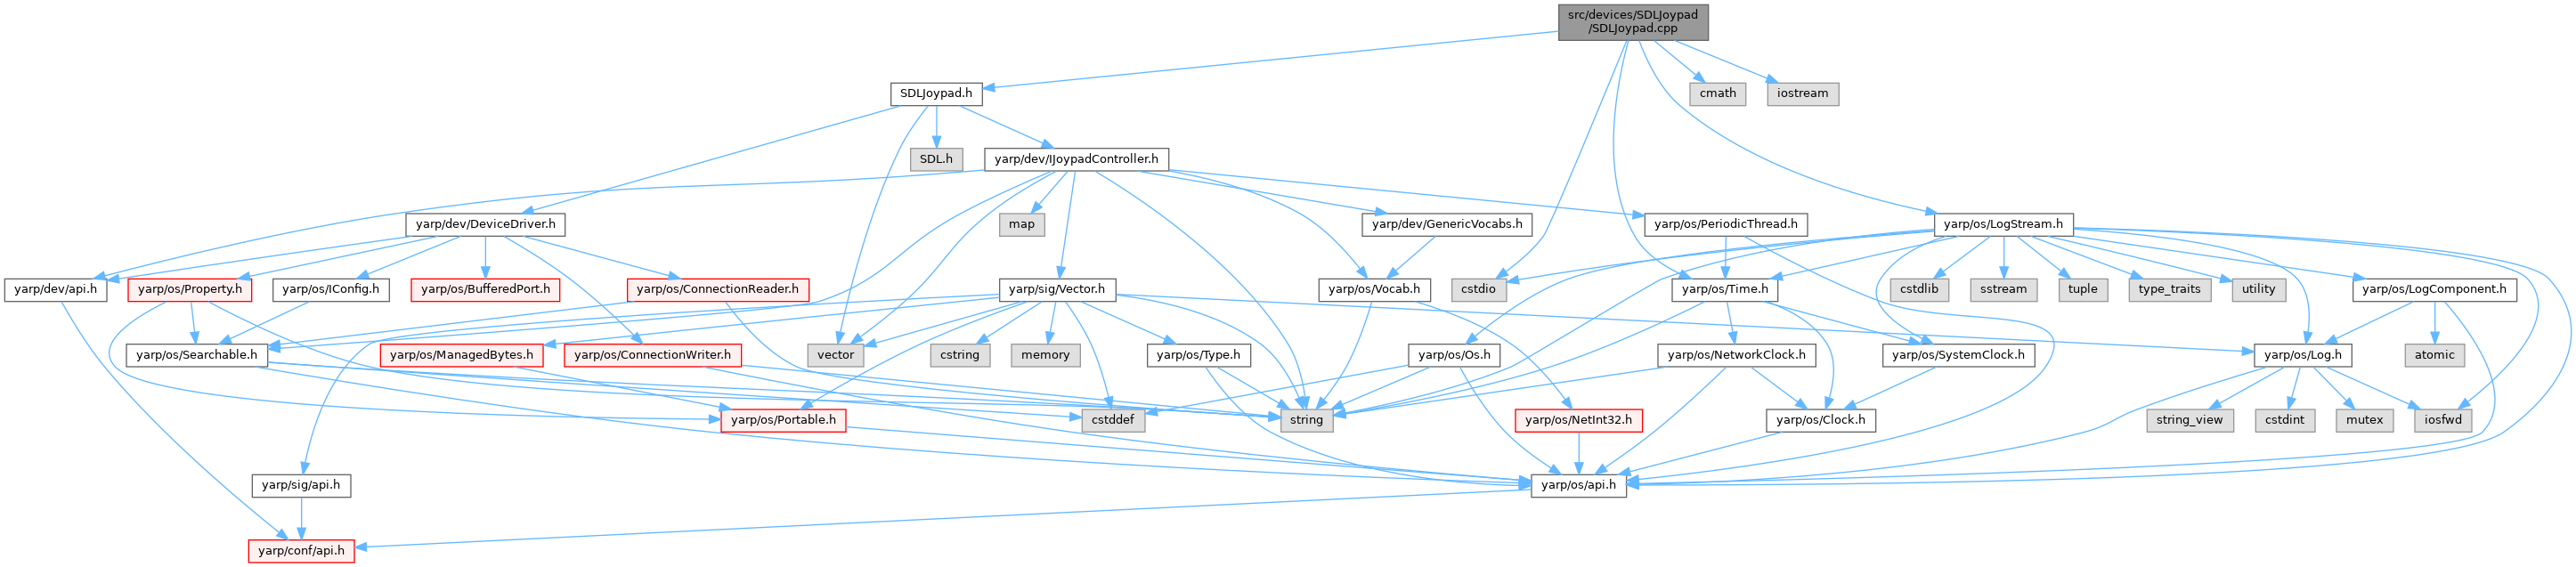 src/devices/SDLJoypad
/SDLJoypad.cpp
SDLJoypad.h
cmath
iostream
SDL.h
yarp/dev/IJoypadController.h
yarp/dev/DeviceDriver.h
map
yarp/dev/GenericVocabs.h
yarp/os/PeriodicThread.h
yarp/os/LogStream.h
yarp/dev/api.h
yarp/os/Property.h
yarp/os/IConfig.h
yarp/os/BufferedPort.h
yarp/os/ConnectionReader.h
yarp/sig/Vector.h
yarp/os/Vocab.h
cstdio
yarp/os/Time.h
cstdlib
sstream
tuple
type_traits
utility
yarp/os/LogComponent.h
yarp/os/Searchable.h
yarp/os/ManagedBytes.h
yarp/os/ConnectionWriter.h
vector
cstring
memory
yarp/os/Type.h
yarp/os/Os.h
yarp/os/NetworkClock.h
yarp/os/SystemClock.h
yarp/os/Log.h
atomic
yarp/os/Portable.h
cstddef
string
yarp/os/NetInt32.h
yarp/os/Clock.h
string_view
cstdint
mutex
iosfwd
yarp/sig/api.h
yarp/os/api.h
yarp/conf/api.h